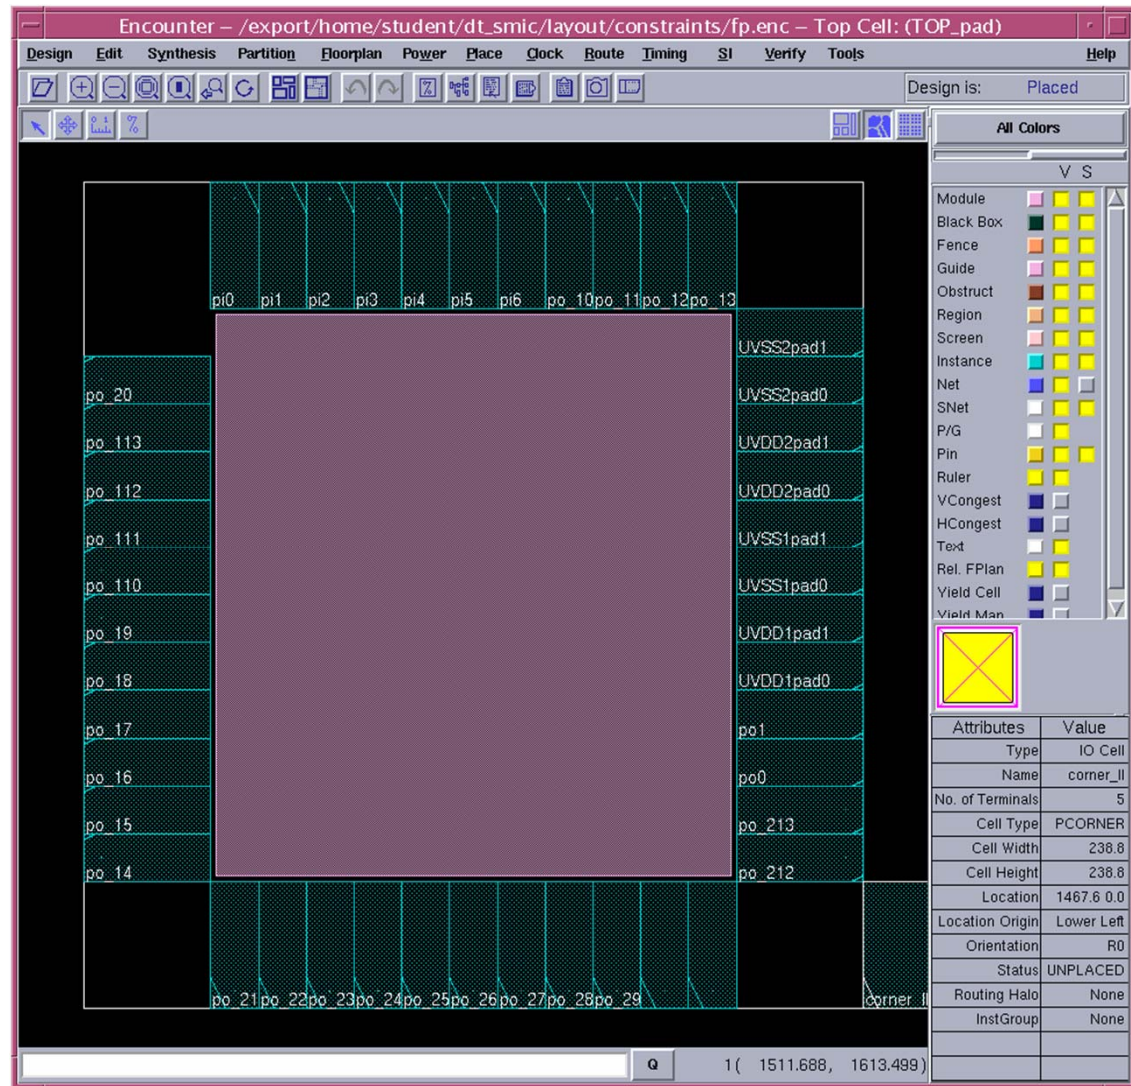 Encounter – /export/home/student/dt_smic/layout/constraints/fp.enc – Top Cell: (TOP_pad)
Design Edit Synthesis Partition Floorplan Power Place Clock Route Timing SI Verify Tools Help
Design is: Placed
All Colors
V S
Module
Black Box
Fence
Guide
Obstruct
Region
Screen
Instance
Net
SNet
P/G
Pin
Ruler
VCongest
HCongest
Text
Rel. FPlan
Yield Cell
Yield Map
pi0 pi1 pi2 pi3 pi4 pi5 pi6 po_10 po_11 po_12 po_13
po_20
po_113
po_112
po_111
po_110
po_19
po_18
po_17
po_16
po_15
po_14
UVSS2pad1
UVSS2pad0
UVDD2pad1
UVDD2pad0
UVSS1pad1
UVSS1pad0
UVDD1pad1
UVDD1pad0
po1
po0
po_213
po_212
po_21 po_22 po_23 po_24 po_25 po_26 po_27 po_28 po_29
corner_ll
Attributes Value
Type IO Cell
Name corner_ll
No. of Terminals 5
Cell Type PCORNER
Cell Width 238.8
Cell Height 238.8
Location 1467.6 0.0
Location Origin Lower Left
Orientation R0
Status UNPLACED
Routing Halo None
InstGroup None
Q
1( 1511.688, 1613.499)